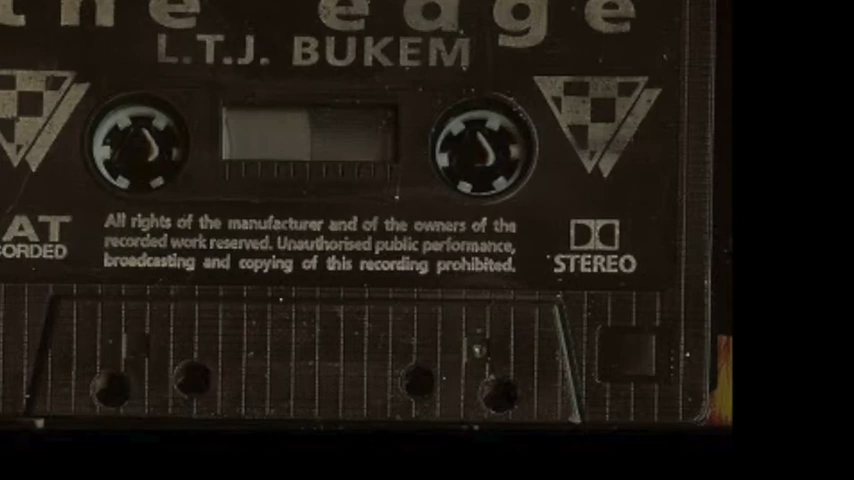 the edge
L.T.J. BUKEM
AT
ORDED
All rights of the manufacturer and of the owners of the
recorded work reserved. Unauthorised public performance,
broadcasting and copying of this recording prohibited.
STEREO